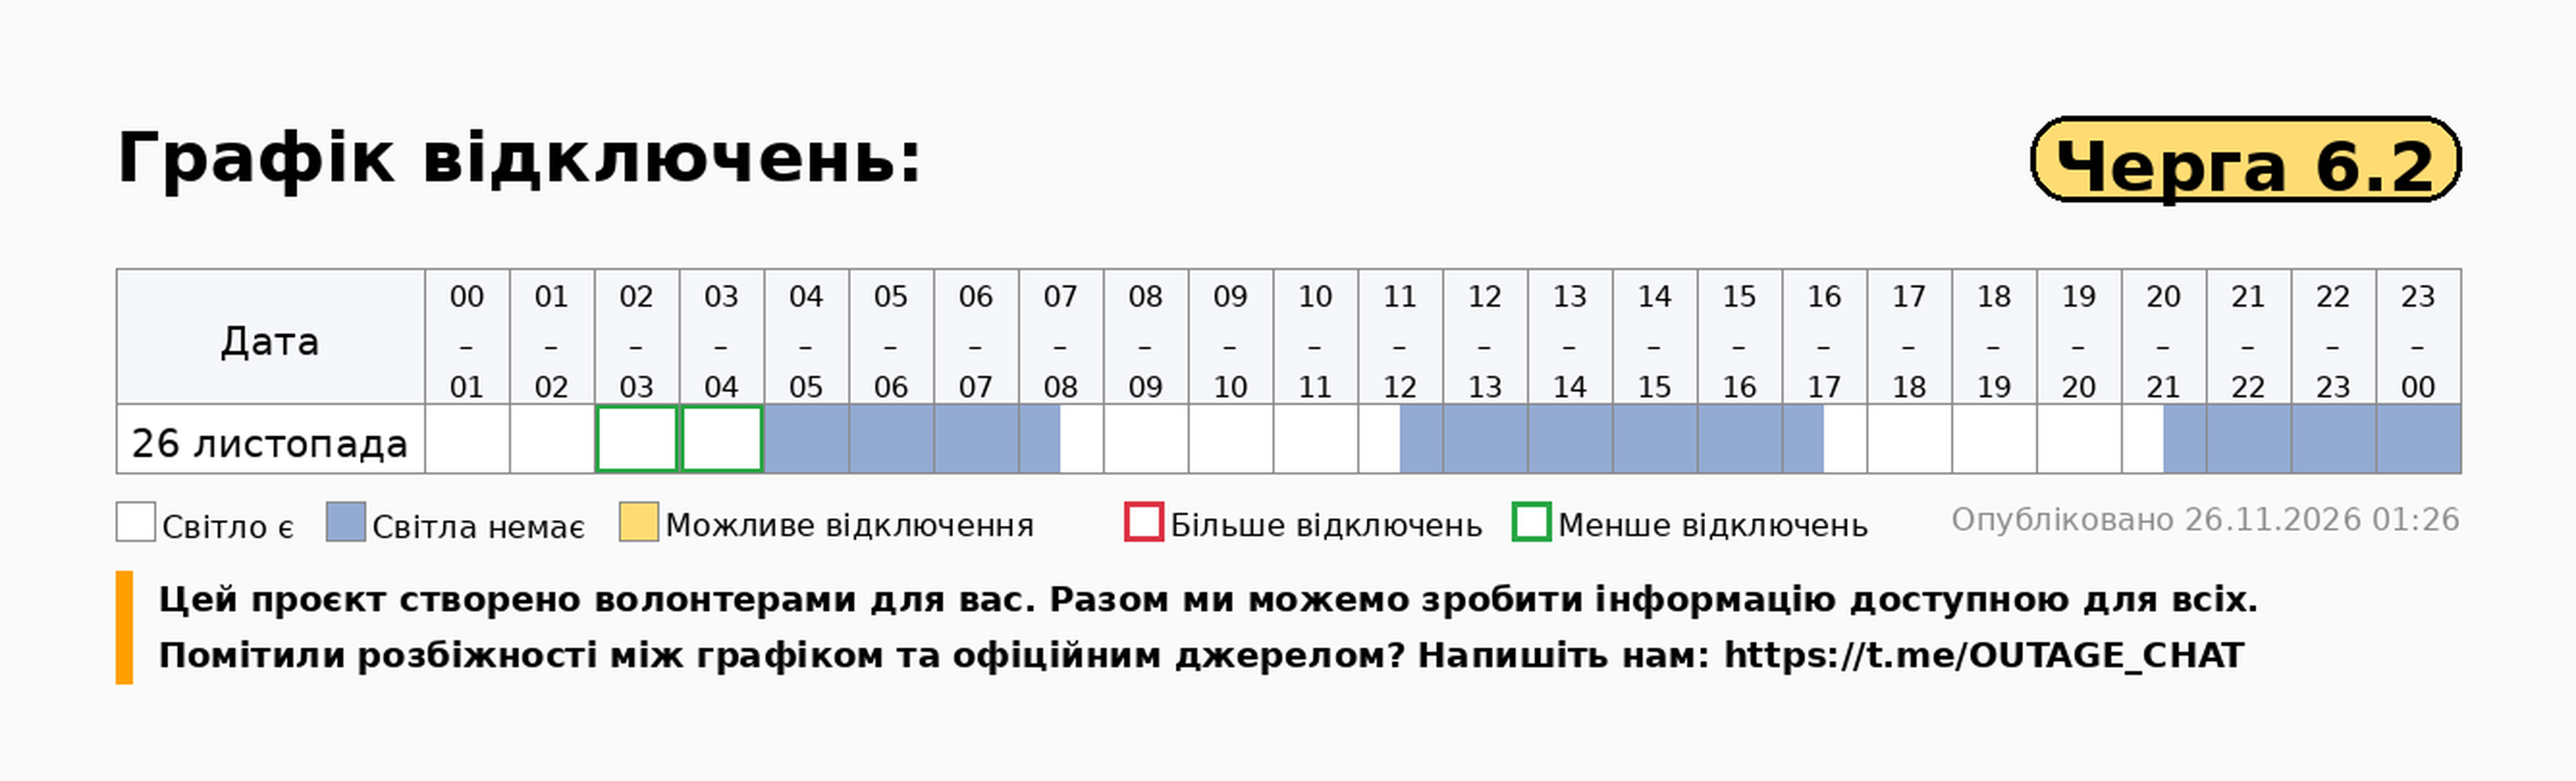 Графік відключень:
Черга 6.2
Дата 00 – 01 01 – 02 02 – 03 03 – 04 04 – 05 05 – 06 06 – 07 07 – 08 08 – 09 09 – 10 10 – 11 11 – 12 12 – 13 13 – 14 14 – 15 15 – 16 16 – 17 17 – 18 18 – 19 19 – 20 20 – 21 21 – 22 22 – 23 23 – 00
26 листопада
Світло є Світла немає Можливе відключення Більше відключень Менше відключень Опубліковано 26.11.2026 01:26
Цей проєкт створено волонтерами для вас. Разом ми можемо зробити інформацію доступною для всіх.
Помітили розбіжності між графіком та офіційним джерелом? Напишіть нам: https://t.me/OUTAGE_CHAT